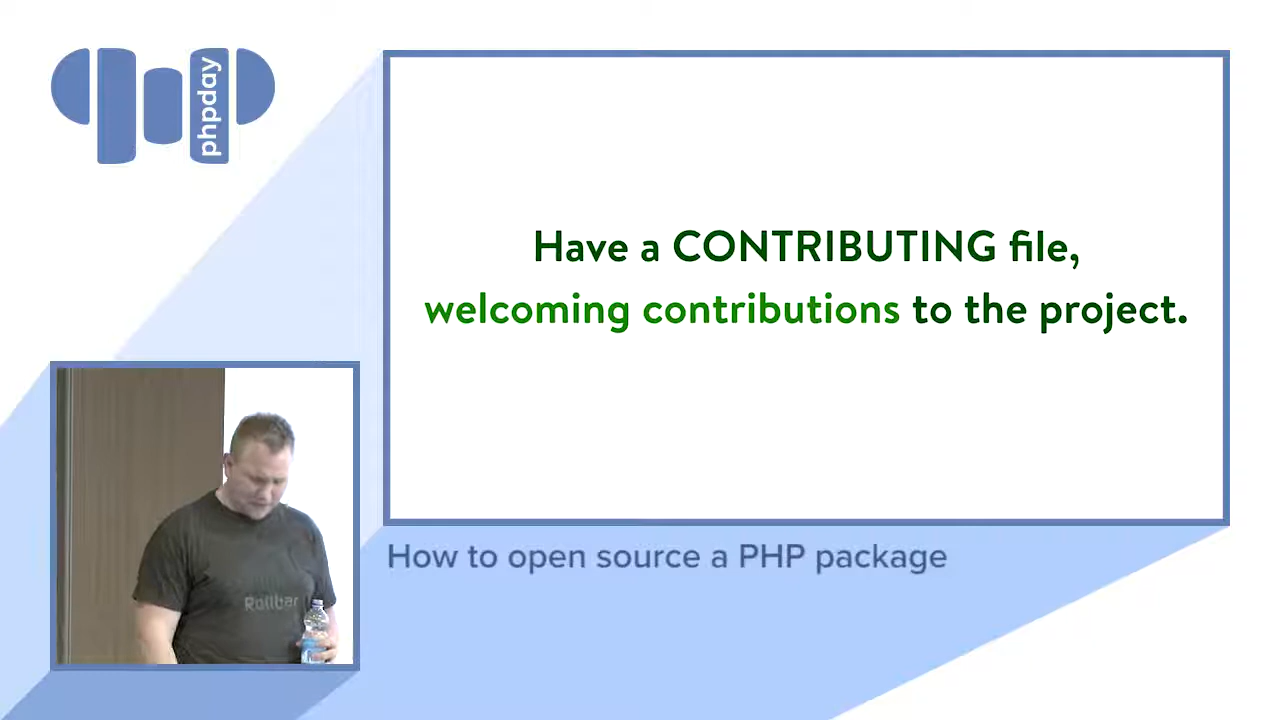 phpday
Have a CONTRIBUTING file,
welcoming contributions to the project.
Rollbar
How to open source a PHP package